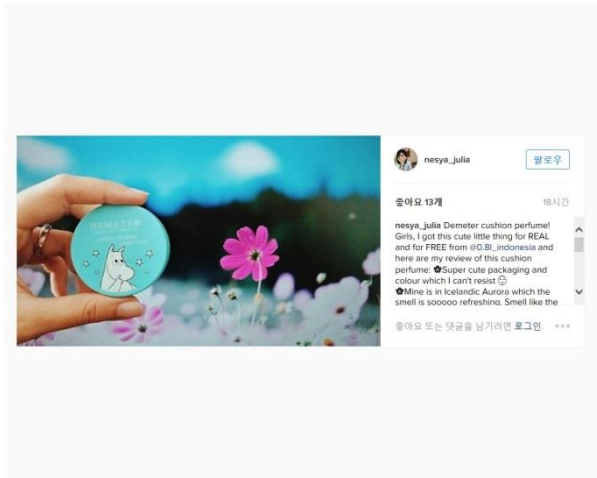 nesya_julia
팔로우
좋아요 13개
18시간
nesya_julia Demeter cushion perfume!
Girls, I got this cute little thing for REAL
and for FREE from @0.8l_indonesia and
here are my review of this cushion
perfume: ✿Super cute packaging and
colour which I can't resist 🙂
✿Mine is in Icelandic Aurora which the
smell is sooooo refreshing. Smell like the
좋아요 또는 댓글을 남기려면 로그인.
DEMETER